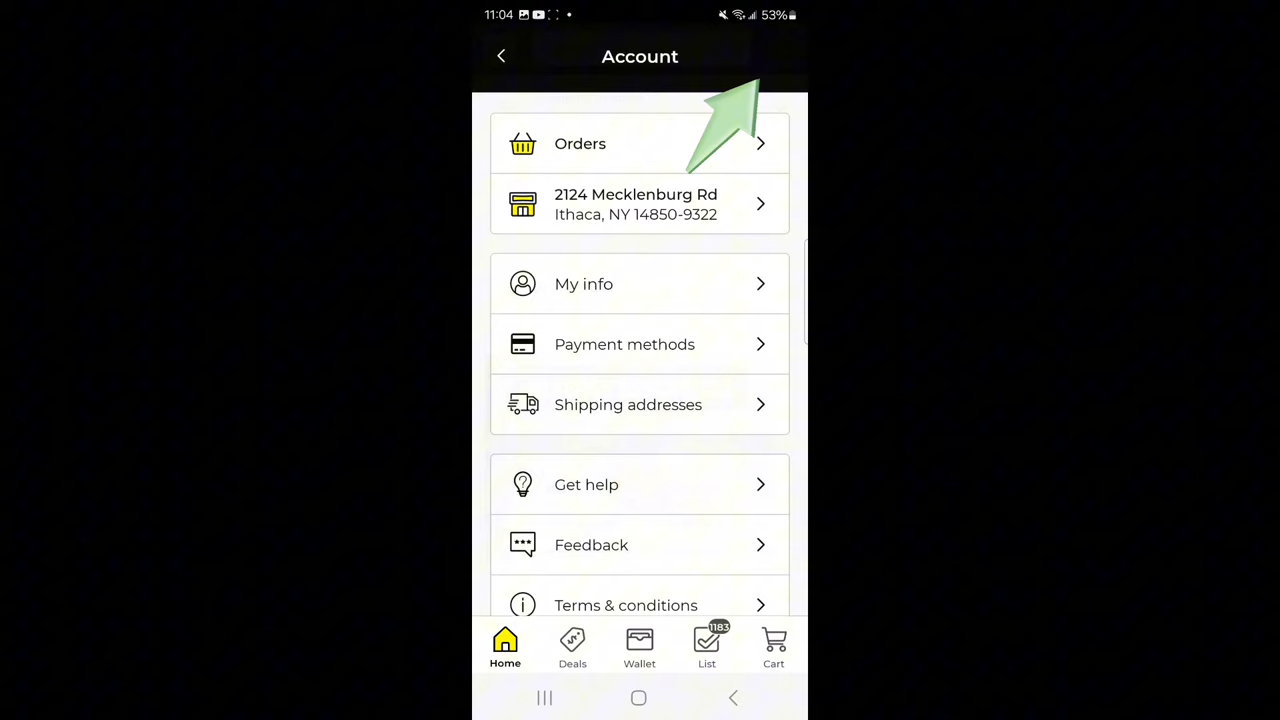 11:04 53%
Account
Orders
2124 Mecklenburg Rd
Ithaca, NY 14850-9322
My info
Payment methods
Shipping addresses
Get help
Feedback
Terms & conditions
1183
Home Deals Wallet List Cart